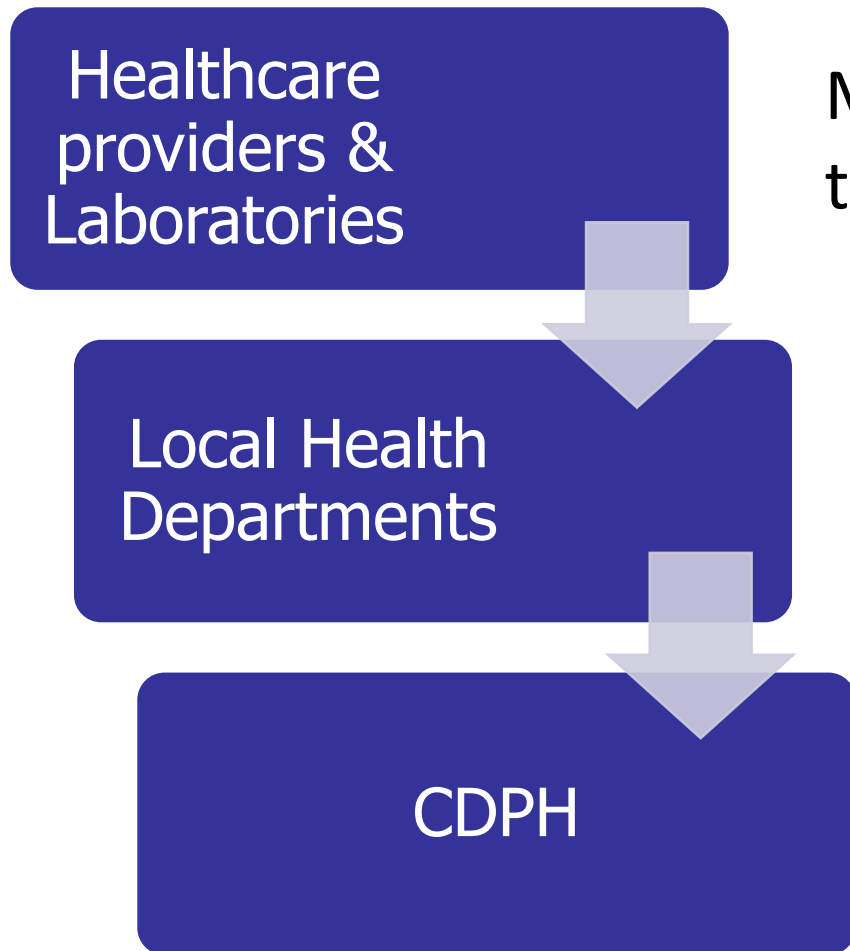 Healthcare
providers &
Laboratories
Local Health
Departments
CDPH